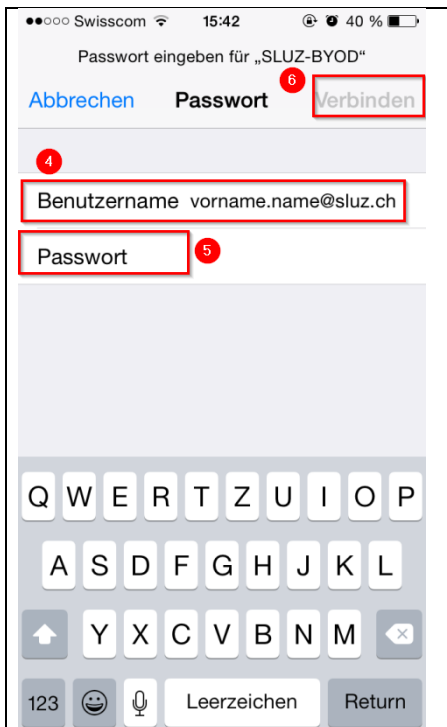 Swisscom 15:42 40 %
Passwort eingeben für „SLUZ-BYOD“
6
Abbrechen Passwort Verbinden
4
Benutzername vorname.name@sluz.ch
Passwort 5
Q W E R T Z U I O P
A S D F G H J K L
Y X C V B N M
123 Leerzeichen Return